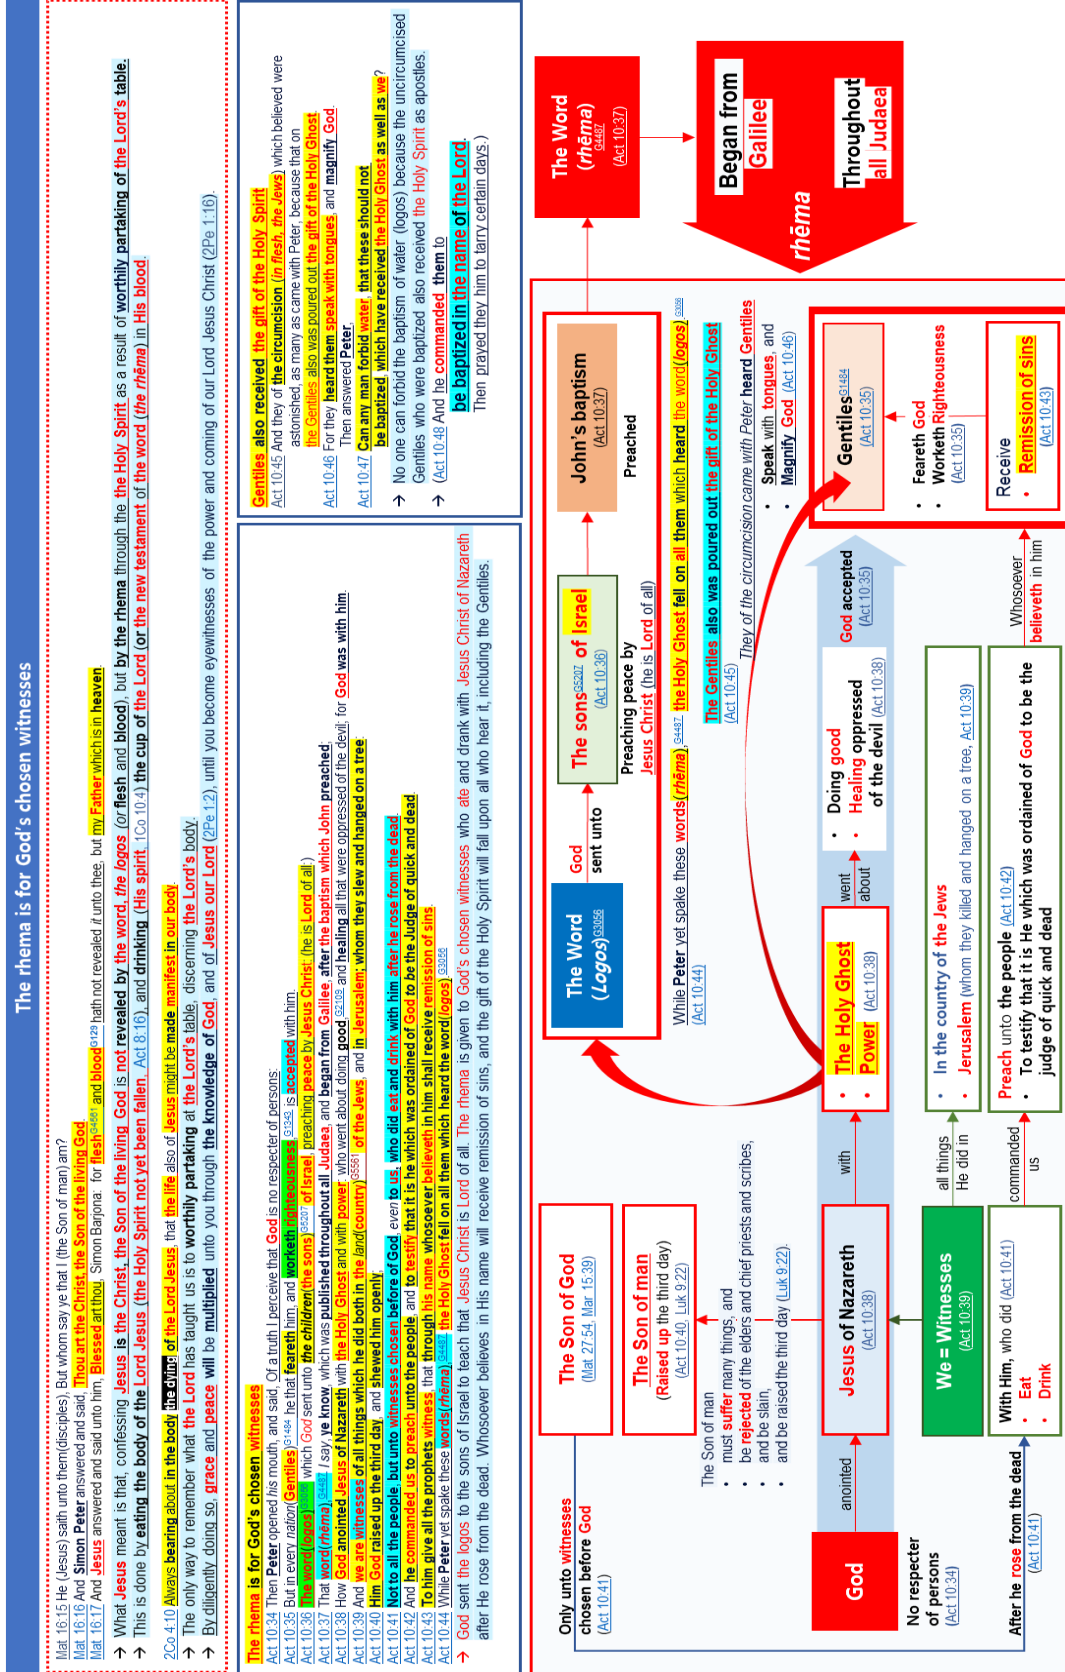 The rhema is for God's chosen witnesses
Mat 16:15 He (Jesus) saith unto them(disciples), But whom say ye that I (the Son of man) am?
Mat 16:16 And Simon Peter answered and said, Thou art the Christ, the Son of the living God.
Mat 16:17 And Jesus answered and said unto him, Blessed art thou, Simon Barjona: for flesh G4561 and blood G129 hath not revealed it unto thee, but my Father which is in heaven.
→ What Jesus meant is that, confessing Jesus is the Christ, the Son of the living God is not revealed by the word, the logos (or flesh and blood), but by the rhema through the the Holy Spirit as a result of worthily partaking of the Lord's table.
→ This is done by eating the body of the Lord Jesus (the Holy Spirit not yet been fallen, Act 8:16), and drinking (His spirit, 1Co 10:4) the cup of the Lord (or the new testament of the word (the rhēma) in His blood.
2Co 4:10 Always bearing about in the body the dying of the Lord Jesus, that the life also of Jesus might be made manifest in our body.
→ The only way to remember what the Lord has taught us is to worthily partaking at the Lord's table, discerning the Lord's body.
→ By diligently doing so, grace and peace will be multiplied unto you through the knowledge of God, and of Jesus our Lord (2Pe 1:2), until you become eyewitnesses of the power and coming of our Lord Jesus Christ (2Pe 1:16).
The rhema is for God's chosen witnesses
Act 10:34 Then Peter opened his mouth, and said, Of a truth I perceive that God is no respecter of persons:
Act 10:35 But in every nation(Gentiles) G1484 he that feareth him, and worketh righteousness, G1343 is accepted with him.
Act 10:36 The word(logos) G3056 which God sent unto the children(the sons) G5207 of Israel, preaching peace by Jesus Christ: (he is Lord of all:)
Act 10:37 That word(rhēma), G4487 I say, ye know, which was published throughout all Judaea, and began from Galilee, after the baptism which John preached;
Act 10:38 How God anointed Jesus of Nazareth with the Holy Ghost and with power: who went about doing good, G2109 and healing all that were oppressed of the devil; for God was with him.
Act 10:39 And we are witnesses of all things which he did both in the land(country) G5561 of the Jews, and in Jerusalem; whom they slew and hanged on a tree:
Act 10:40 Him God raised up the third day, and shewed him openly;
Act 10:41 Not to all the people, but unto witnesses chosen before of God, even to us, who did eat and drink with him after he rose from the dead.
Act 10:42 And he commanded us to preach unto the people, and to testify that it is he which was ordained of God to be the Judge of quick and dead.
Act 10:43 To him give all the prophets witness, that through his name whosoever believeth in him shall receive remission of sins.
Act 10:44 While Peter yet spake these words(rhēma), G4487 the Holy Ghost fell on all them which heard the word(logos). G3056
→ God sent the logos to the sons of Israel to teach that Jesus Christ is Lord of all. The rhema is given to God's chosen witnesses who ate and drank with Jesus Christ of Nazareth
after He rose from the dead. Whosoever believes in His name will receive remission of sins, and the gift of the Holy Spirit will fall upon all who hear it, including the Gentiles.
Gentiles also received the gift of the Holy Spirit
Act 10:45 And they of the circumcision (in flesh, the Jews) which believed were
astonished, as many as came with Peter, because that on
the Gentiles also was poured out the gift of the Holy Ghost.
Act 10:46 For they heard them speak with tongues, and magnify God.
Then answered Peter,
Act 10:47 Can any man forbid water, that these should not
be baptized, which have received the Holy Ghost as well as we?
→ No one can forbid the baptism of water (logos) because the uncircumcised
Gentiles who were baptized also received the Holy Spirit as apostles.
→ (Act 10:48 And he commanded them to
be baptized in the name of the Lord.
Then prayed they him to tarry certain days.)
Only unto witnesses
chosen before God
(Act 10:41)
The Son of God
(Mat 27:54, Mar 15:39)
The Son of man
(Raised up the third day)
(Act 10:40, Luk 9:22)
The Son of man
• must suffer many things, and
• be rejected of the elders and chief priests and scribes,
• and be slain,
• and be raised the third day (Luk 9:22).
The Word
(Logos) G3056
God
sent unto
The sons G5207 of Israel
(Act 10:36)
Preaching peace by
Jesus Christ (he is Lord of all)
John's baptism
(Act 10:37)
Preached
The Word
(rhēma)
G4487
(Act 10:37)
Began from
Galilee
Throughout
all Judaea
rhēma
While Peter yet spake these words(rhēma), G4487 the Holy Ghost fell on all them which heard the word(logos). G3056
(Act 10:44)
The Gentiles also was poured out the gift of the Holy Ghost
(Act 10:45)
They of the circumcision came with Peter heard Gentiles
• Speak with tongues, and
• Magnify God (Act 10:46)
God
No respecter
of persons
(Act 10:34)
anointed
Jesus of Nazareth
(Act 10:38)
with
• The Holy Ghost
• Power (Act 10:38)
went
about
• Doing good
• Healing oppressed
of the devil (Act 10:38)
God accepted
(Act 10:35)
Gentiles G1484
(Act 10:35)
• Feareth God
• Worketh Righteousness
(Act 10:35)
Receive
• Remission of sins
(Act 10:43)
We = Witnesses
(Act 10:39)
all things
He did in
• In the country of the Jews
• Jerusalem (whom they killed and hanged on a tree, Act 10:39)
After he rose from the dead
(Act 10:41)
With Him, who did (Act 10:41)
• Eat
• Drink
commanded
us
Preach unto the people (Act 10:42)
• To testify that it is He which was ordained of God to be the
judge of quick and dead
Whosoever
believeth in him